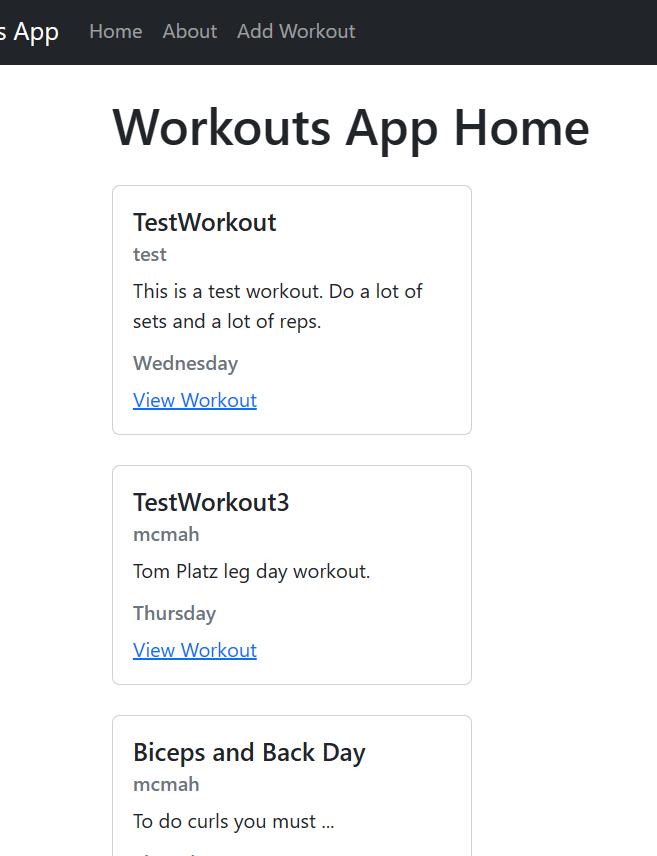 s App Home About Add Workout
Workouts App Home
TestWorkout
test
This is a test workout. Do a lot of
sets and a lot of reps.
Wednesday
View Workout
TestWorkout3
mcmah
Tom Platz leg day workout.
Thursday
View Workout
Biceps and Back Day
mcmah
To do curls you must ...